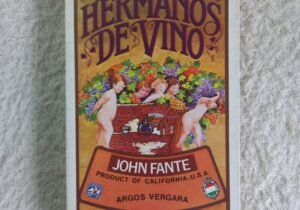 HERMANOS
DE VINO
JOHN FANTE
PRODUCT OF CALIFORNIA, U.S.A.
ARGOS VERGARA